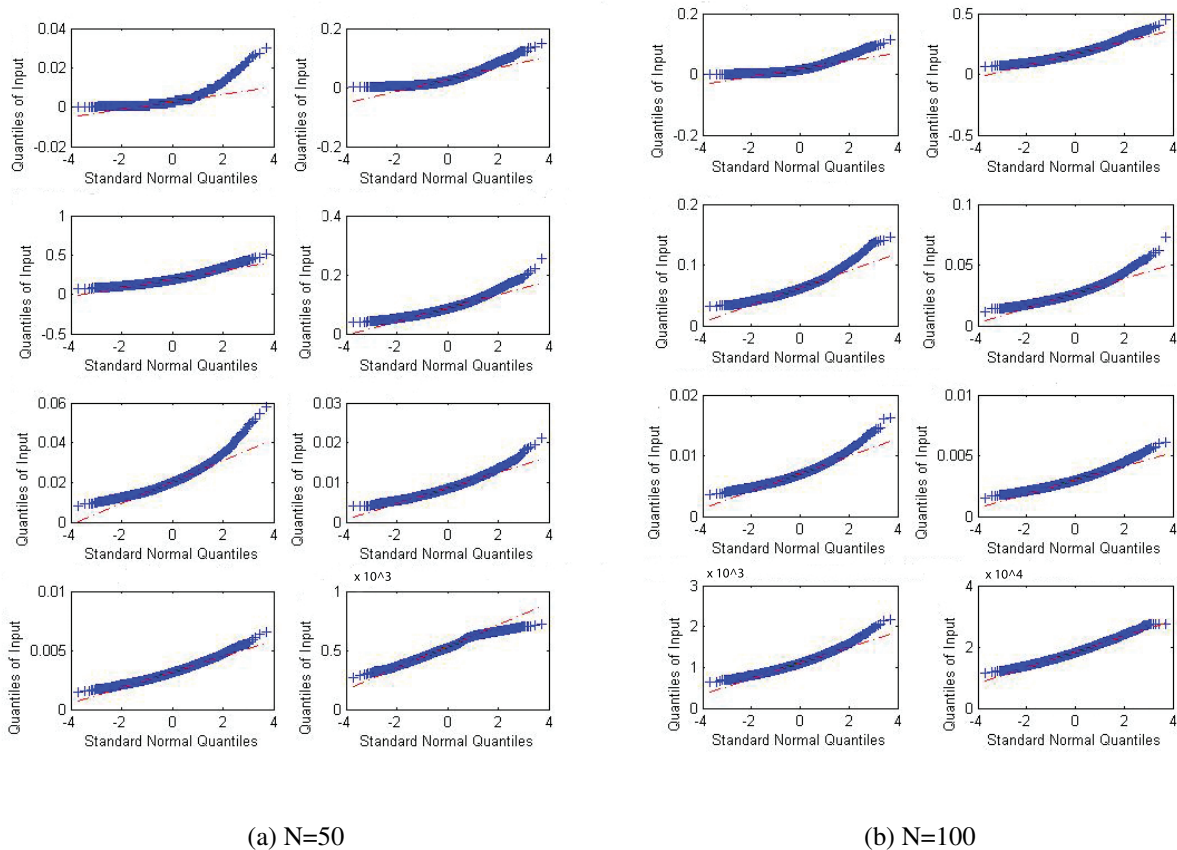 0.04
0.02
0
-0.02
Quantiles of Input
-4 -2 0 2 4
Standard Normal Quantiles
0.2
0
-0.2
Quantiles of Input
-4 -2 0 2 4
Standard Normal Quantiles
1
0.5
0
-0.5
Quantiles of Input
-4 -2 0 2 4
Standard Normal Quantiles
0.4
0.2
0
Quantiles of Input
-4 -2 0 2 4
Standard Normal Quantiles
0.06
0.04
0.02
0
Quantiles of Input
-4 -2 0 2 4
Standard Normal Quantiles
0.03
0.02
0.01
0
Quantiles of Input
-4 -2 0 2 4
Standard Normal Quantiles
0.01
0.005
0
Quantiles of Input
-4 -2 0 2 4
Standard Normal Quantiles
x 10^3
1
0.5
0
Quantiles of Input
-4 -2 0 2 4
Standard Normal Quantiles
(a) N=50
0.2
0
-0.2
Quantiles of Input
-4 -2 0 2 4
Standard Normal Quantiles
0.5
0
-0.5
Quantiles of Input
-4 -2 0 2 4
Standard Normal Quantiles
0.2
0.1
0
Quantiles of Input
-4 -2 0 2 4
Standard Normal Quantiles
0.1
0.05
0
Quantiles of Input
-4 -2 0 2 4
Standard Normal Quantiles
0.02
0.01
0
Quantiles of Input
-4 -2 0 2 4
Standard Normal Quantiles
0.01
0.005
0
Quantiles of Input
-4 -2 0 2 4
Standard Normal Quantiles
x 10^3
3
2
1
0
Quantiles of Input
-4 -2 0 2 4
Standard Normal Quantiles
x 10^4
4
2
0
Quantiles of Input
-4 -2 0 2 4
Standard Normal Quantiles
(b) N=100